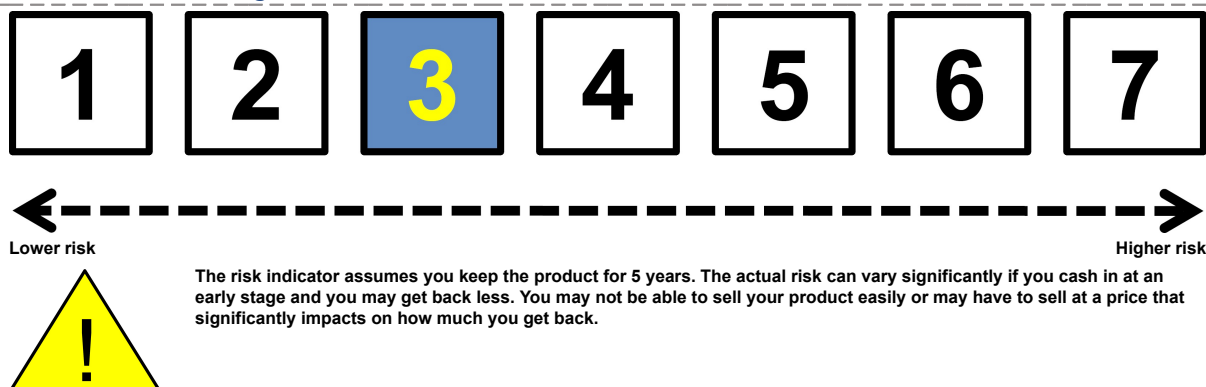 1 2 3 4 5 6 7
Lower risk Higher risk
The risk indicator assumes you keep the product for 5 years. The actual risk can vary significantly if you cash in at an
early stage and you may get back less. You may not be able to sell your product easily or may have to sell at a price that
significantly impacts on how much you get back.
!